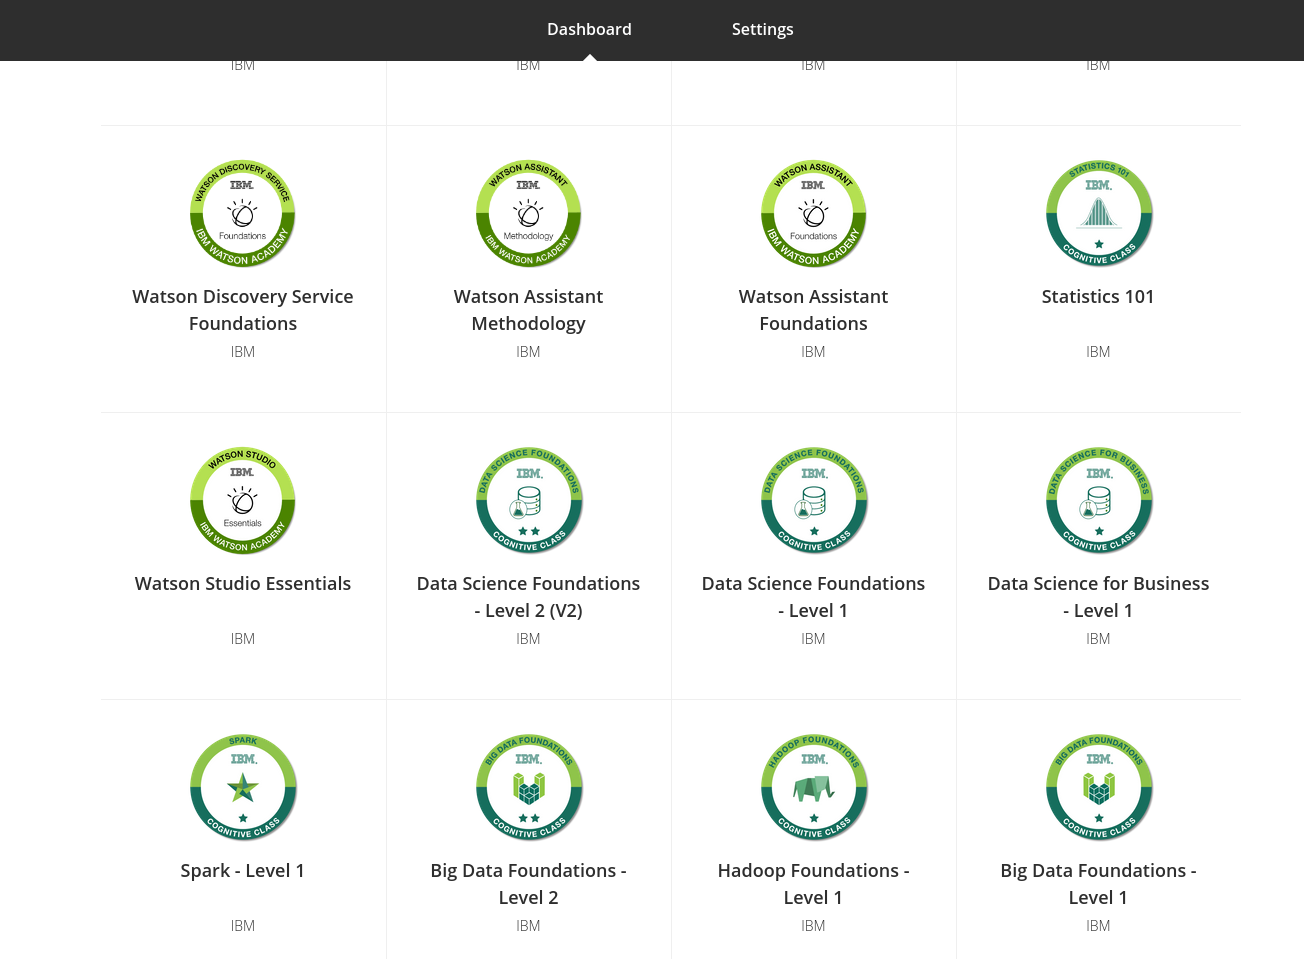 Dashboard
Settings
IBM
IBM
IBM
IBM
WATSON DISCOVERY SERVICE
IBM.
Foundations
IBM WATSON ACADEMY
Watson Discovery Service
Foundations
IBM
WATSON ASSISTANT
IBM.
Methodology
IBM WATSON ACADEMY
Watson Assistant
Methodology
IBM
WATSON ASSISTANT
IBM.
Foundations
IBM WATSON ACADEMY
Watson Assistant
Foundations
IBM
STATISTICS 101
IBM.
COGNITIVE CLASS
Statistics 101
IBM
WATSON STUDIO
IBM.
Essentials
IBM WATSON ACADEMY
Watson Studio Essentials
IBM
DATA SCIENCE FOUNDATIONS
IBM.
COGNITIVE CLASS
Data Science Foundations
- Level 2 (V2)
IBM
DATA SCIENCE FOUNDATIONS
IBM.
COGNITIVE CLASS
Data Science Foundations
- Level 1
IBM
DATA SCIENCE FOR BUSINESS
IBM.
COGNITIVE CLASS
Data Science for Business
- Level 1
IBM
SPARK
IBM.
COGNITIVE CLASS
Spark - Level 1
IBM
BIG DATA FOUNDATIONS
IBM.
COGNITIVE CLASS
Big Data Foundations -
Level 2
IBM
HADOOP FOUNDATIONS
IBM.
COGNITIVE CLASS
Hadoop Foundations -
Level 1
IBM
BIG DATA FOUNDATIONS
IBM.
COGNITIVE CLASS
Big Data Foundations -
Level 1
IBM